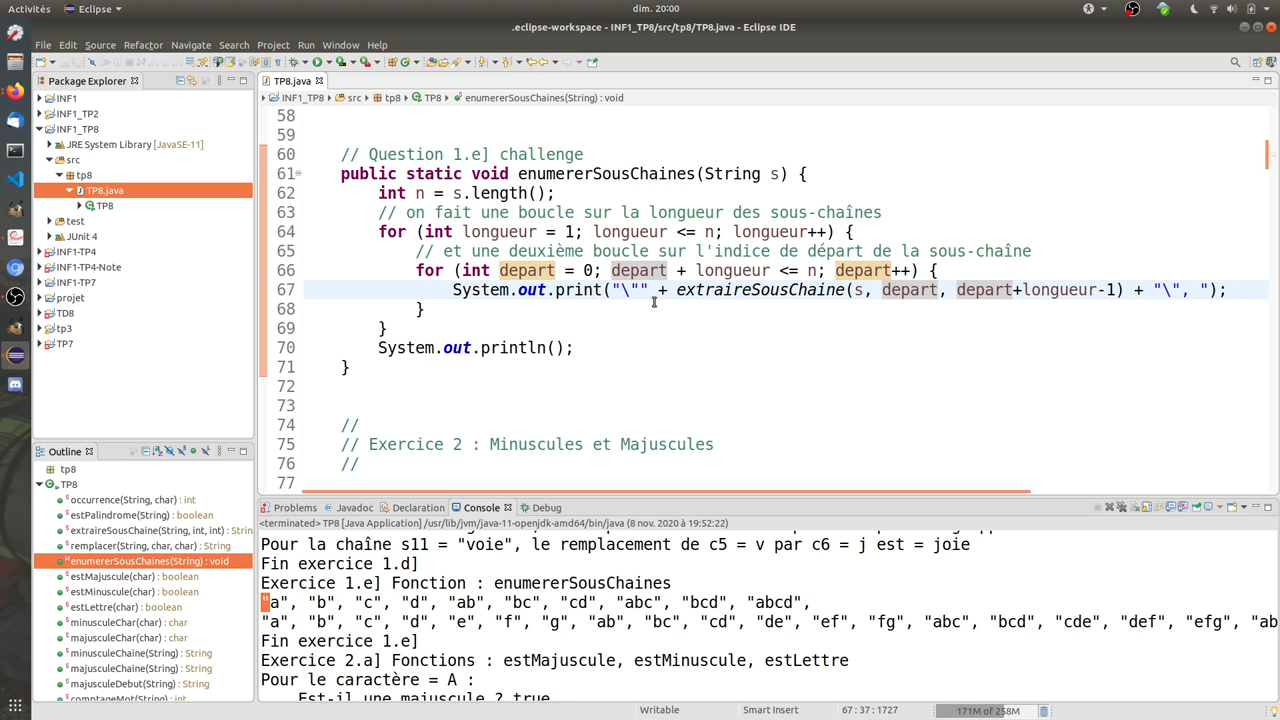 Activités
Eclipse
dim. 20:00
.eclipse-workspace - INF1_TP8/src/tp8/TP8.java - Eclipse IDE
File Edit Source Refactor Navigate Search Project Run Window Help
Package Explorer
INF1
INF1_TP2
INF1_TP8
JRE System Library [JavaSE-11]
src
tp8
TP8.java
TP8
test
JUnit 4
INF1-TP4
INF1-TP4-Note
INF1-TP7
projet
TD8
tp3
TP7
Outline
tp8
TP8
occurrence(String, char) : int
estPalindrome(String) : boolean
extraireSousChaine(String, int, int) : Strin
remplacer(String, char, char) : String
enumererSousChaines(String) : void
estMajuscule(char) : boolean
estMinuscule(char) : boolean
estLettre(char) : boolean
minusculeChar(char) : char
majusculeChar(char) : char
minusculeChaine(String) : String
majusculeChaine(String) : String
majusculeDebut(String) : String
comptageMot(String) : int
TP8.java
INF1_TP8 src tp8 TP8 enumererSousChaines(String) : void
58
59
60 // Question 1.e] challenge
61 public static void enumererSousChaines(String s) {
62 int n = s.length();
63 // on fait une boucle sur la longueur des sous-chaînes
64 for (int longueur = 1; longueur <= n; longueur++) {
65 // et une deuxième boucle sur l'indice de départ de la sous-chaîne
66 for (int depart = 0; depart + longueur <= n; depart++) {
67 System.out.print("\"" + extraireSousChaine(s, depart, depart+longueur-1) + "\", ");
68 }
69 }
70 System.out.println();
71 }
72
73
74 //
75 // Exercice 2 : Minuscules et Majuscules
76 //
77
Problems Javadoc Declaration Console Debug
<terminated> TP8 [Java Application] /usr/lib/jvm/java-11-openjdk-amd64/bin/java (8 nov. 2020 à 19:52:22)
Pour la chaîne s11 = "voie", le remplacement de c5 = v par c6 = j est = joie
Fin exercice 1.d]
Exercice 1.e] Fonction : enumererSousChaines
"a", "b", "c", "d", "ab", "bc", "cd", "abc", "bcd", "abcd",
"a", "b", "c", "d", "e", "f", "g", "ab", "bc", "cd", "de", "ef", "fg", "abc", "bcd", "cde", "def", "efg", "ab
Fin exercice 1.e]
Exercice 2.a] Fonctions : estMajuscule, estMinuscule, estLettre
Pour le caractère = A :
Est-il une majuscule ? true
Writable
Smart Insert
67 : 37 : 1727
171M of 258M